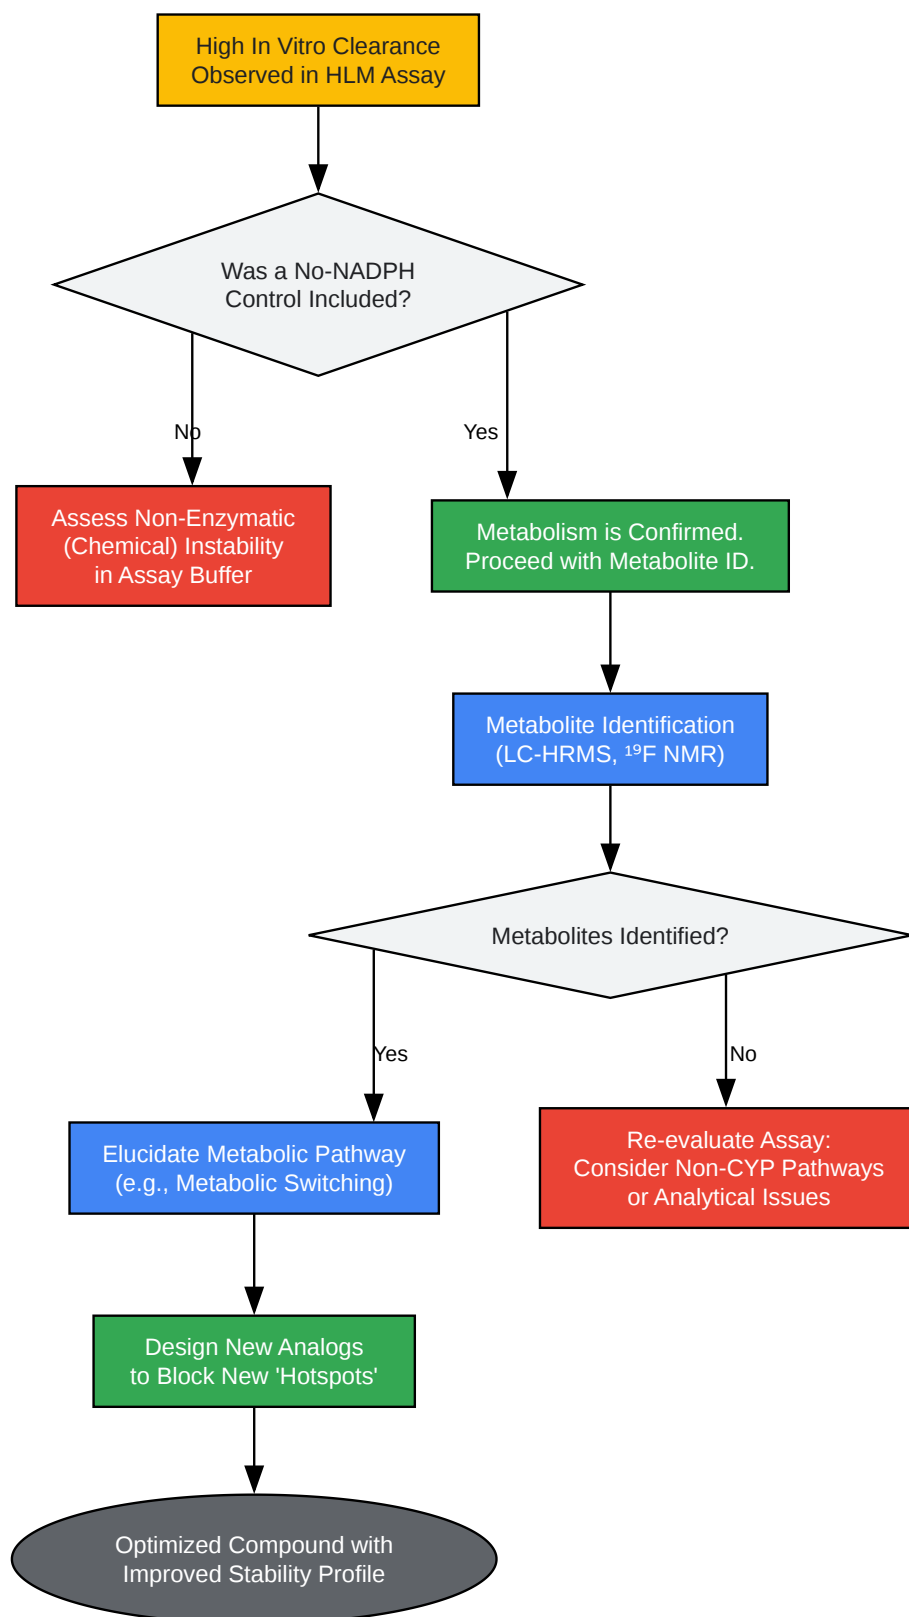 High In Vitro Clearance
Observed in HLM Assay
Was a No-NADPH
Control Included?
No
Yes
Assess Non-Enzymatic
(Chemical) Instability
in Assay Buffer
Metabolism is Confirmed.
Proceed with Metabolite ID.
Metabolite Identification
(LC-HRMS, ¹⁹F NMR)
Metabolites Identified?
Yes
No
Elucidate Metabolic Pathway
(e.g., Metabolic Switching)
Re-evaluate Assay:
Consider Non-CYP Pathways
or Analytical Issues
Design New Analogs
to Block New 'Hotspots'
Optimized Compound with
Improved Stability Profile